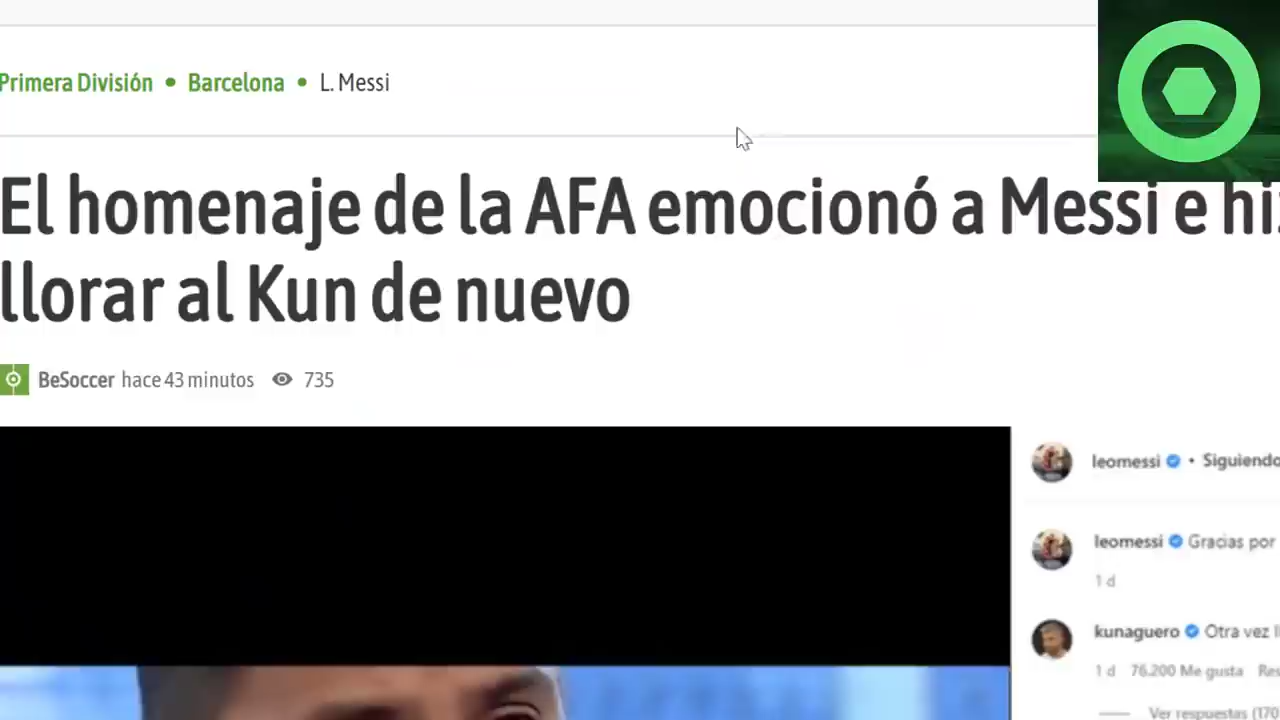 Primera División • Barcelona • L. Messi
El homenaje de la AFA emocionó a Messi e
llorar al Kun de nuevo
BeSoccer hace 43 minutos 735
leomessi • Siguiendo
leomessi Gracias por
1 d
kunaguero Otra vez
1 d 76.200 Me gusta
Ver respuestas (170